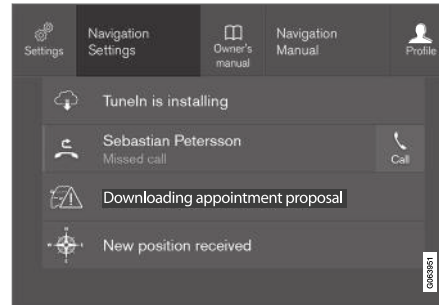 Settings
Navigation
Settings
Owner's
manual
Navigation
Manual
Profile
TuneIn is installing
Sebastian Petersson
Missed call
Call
Downloading appointment proposal
New position received
G063951